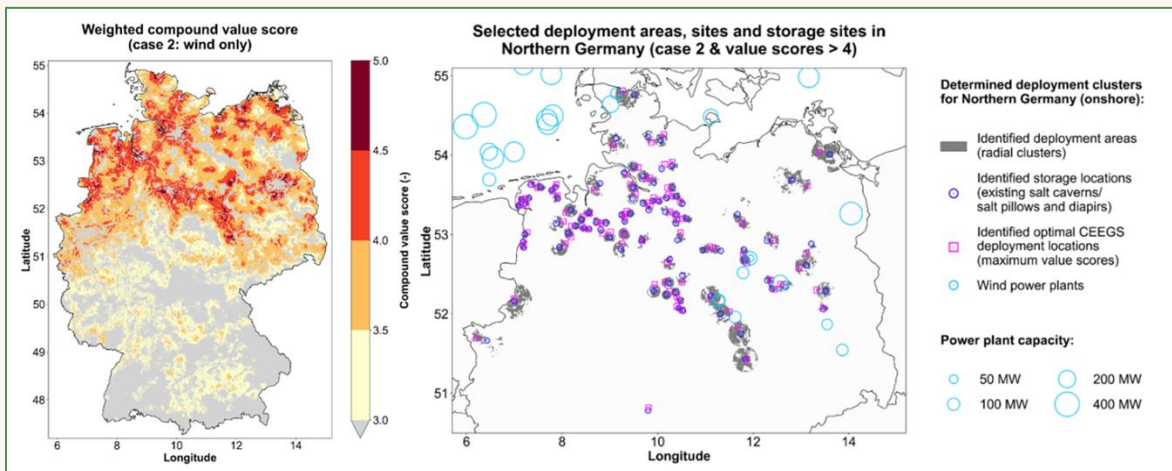 Weighted compound value score
(case 2: wind only)
55
54
53
52
51
50
49
48
Latitude
6
8
10
12
14
Longitude
5.0
4.5
4.0
3.5
3.0
Compound value score (-)
Selected deployment areas, sites and storage sites in
Northern Germany (case 2 & value scores > 4)
55
54
53
52
51
Latitude
6
8
10
12
14
Longitude
Determined deployment clusters
for Northern Germany (onshore):
Identified deployment areas
(radial clusters)
Identified storage locations
(existing salt caverns/
salt pillows and diapirs)
Identified optimal CEEGS
deployment locations
(maximum value scores)
Wind power plants
Power plant capacity:
50 MW
200 MW
100 MW
400 MW